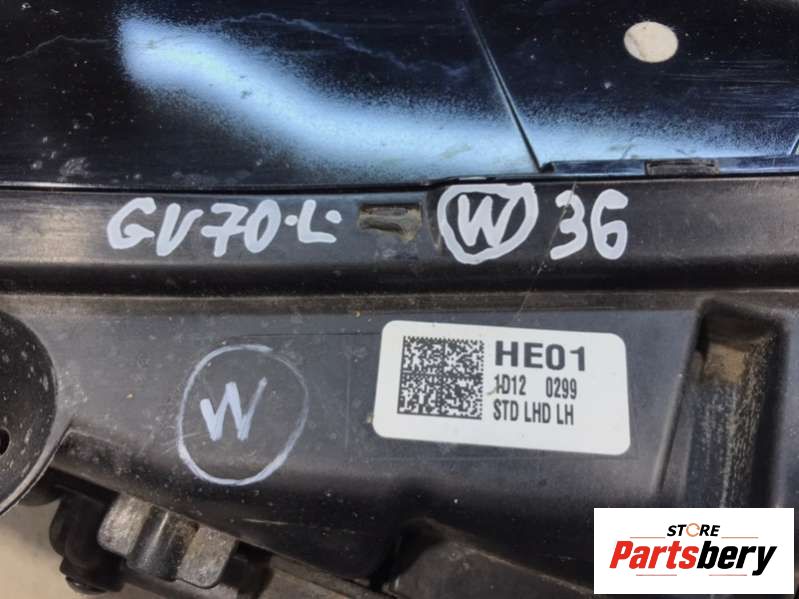 GV70·L·
W 36
W
HE01
1D12 0299
STD LHD LH
STORE
Partsbery